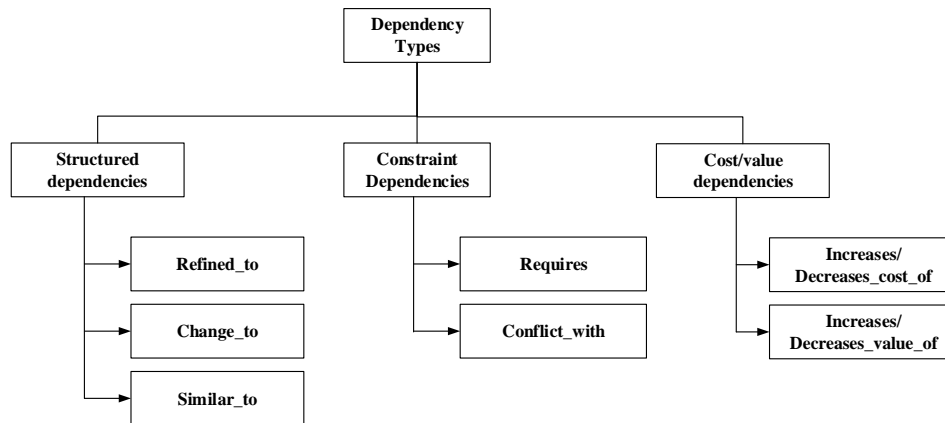 Dependency
Types
Structured
dependencies
Constraint
Dependencies
Cost/value
dependencies
Refined_to
Change_to
Similar_to
Requires
Conflict_with
Increases/
Decreases_cost_of
Increases/
Decreases_value_of